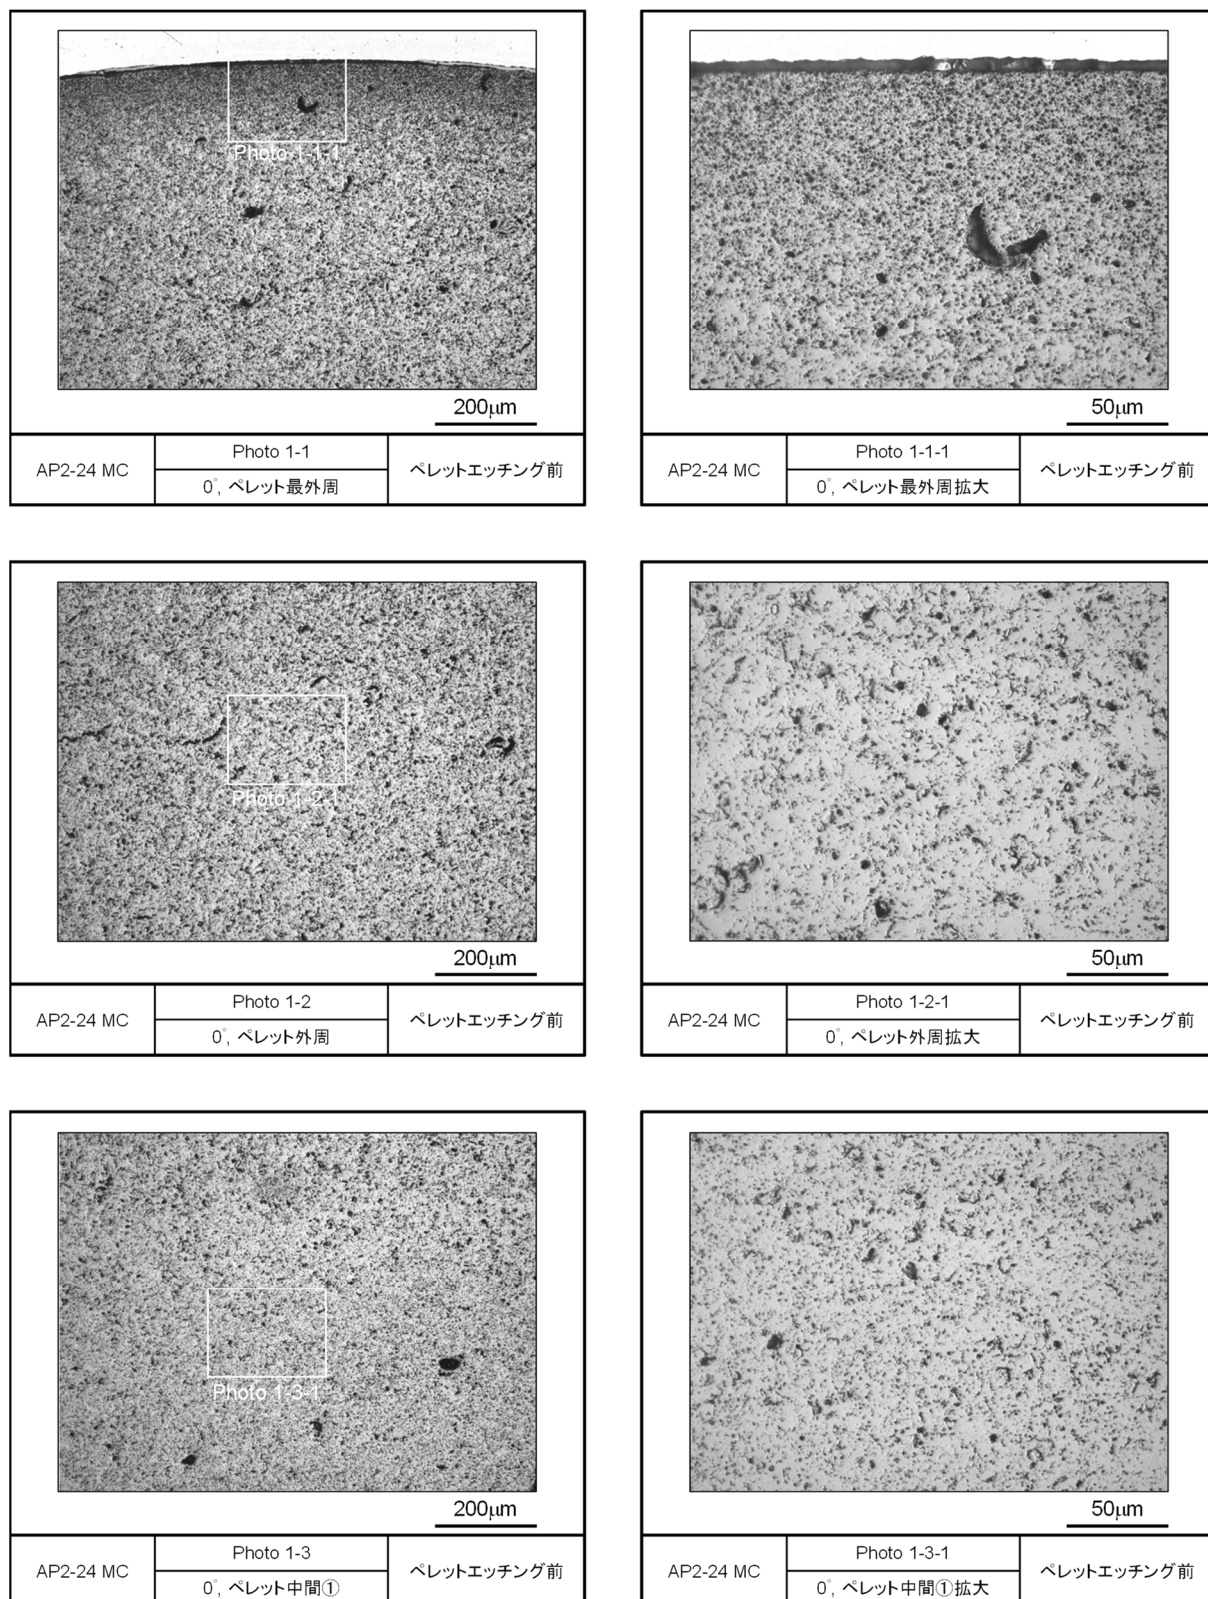 Photo 1-1-1
200μm
AP2-24 MC
Photo 1-1
0°, ペレット最外周
ペレットエッチング前
50μm
AP2-24 MC
Photo 1-1-1
0°, ペレット最外周拡大
ペレットエッチング前
Photo 1-2-1
200μm
AP2-24 MC
Photo 1-2
0°, ペレット外周
ペレットエッチング前
50μm
AP2-24 MC
Photo 1-2-1
0°, ペレット外周拡大
ペレットエッチング前
Photo 1-3-1
200μm
AP2-24 MC
Photo 1-3
0°, ペレット中間①
ペレットエッチング前
50μm
AP2-24 MC
Photo 1-3-1
0°, ペレット中間①拡大
ペレットエッチング前